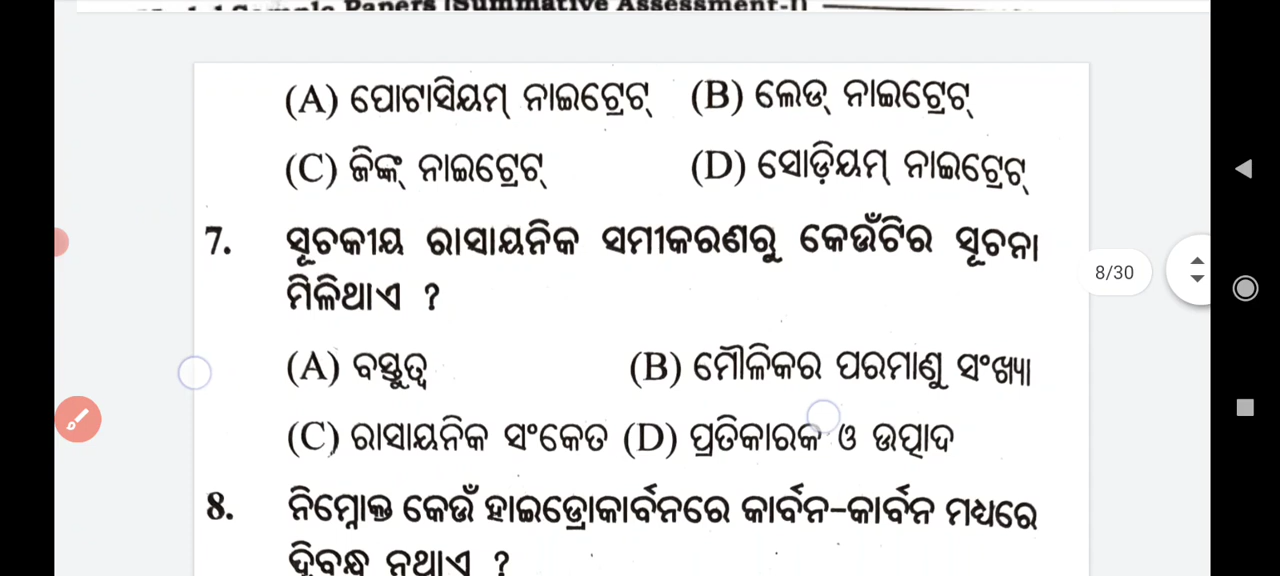 Sample Papers [Summative Assessment-I]
(A) ପୋଟାସିୟମ୍ ନାଇଟ୍ରେଟ୍ (B) ଲେଡ୍ ନାଇଟ୍ରେଟ୍
(C) ଜିଙ୍କ୍ ନାଇଟ୍ରେଟ୍ (D) ସୋଡ଼ିୟମ୍ ନାଇଟ୍ରେଟ୍
7. ସୂଚକୀୟ ରାସାୟନିକ ସମୀକରଣରୁ କେଉଁଟିର ସୂଚନା
ମିଳିଥାଏ ?
8/30
(A) ବସ୍ତୁତ୍ୱ (B) ମୌଳିକର ପରମାଣୁ ସଂଖ୍ୟା
(C) ରାସାୟନିକ ସଂକେତ (D) ପ୍ରତିକାରକ ଓ ଉତ୍ପାଦ
8. ନିମ୍ନୋକ୍ତ କେଉଁ ହାଇଡ୍ରୋକାର୍ବନରେ କାର୍ବନ-କାର୍ବନ ମଧ୍ୟରେ
ଦ୍ୱିବନ୍ଧ ନଥାଏ ?